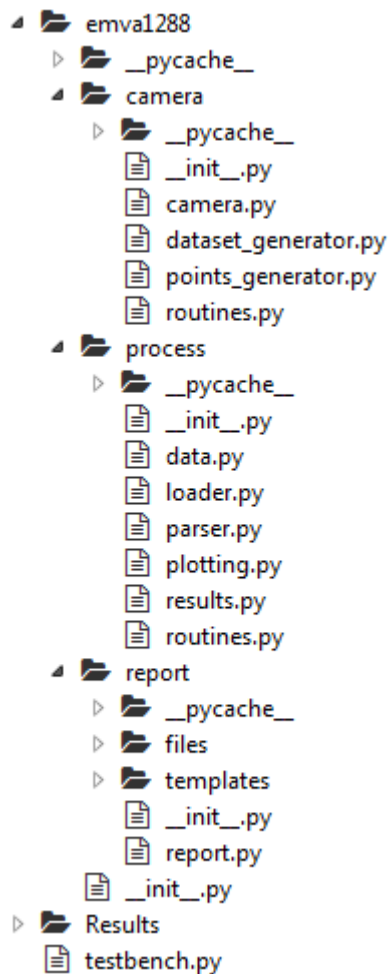 emva1288
__pycache__
camera
__pycache__
__init__.py
camera.py
dataset_generator.py
points_generator.py
routines.py
process
__pycache__
__init__.py
data.py
loader.py
parser.py
plotting.py
results.py
routines.py
report
__pycache__
files
templates
__init__.py
report.py
__init__.py
Results
testbench.py